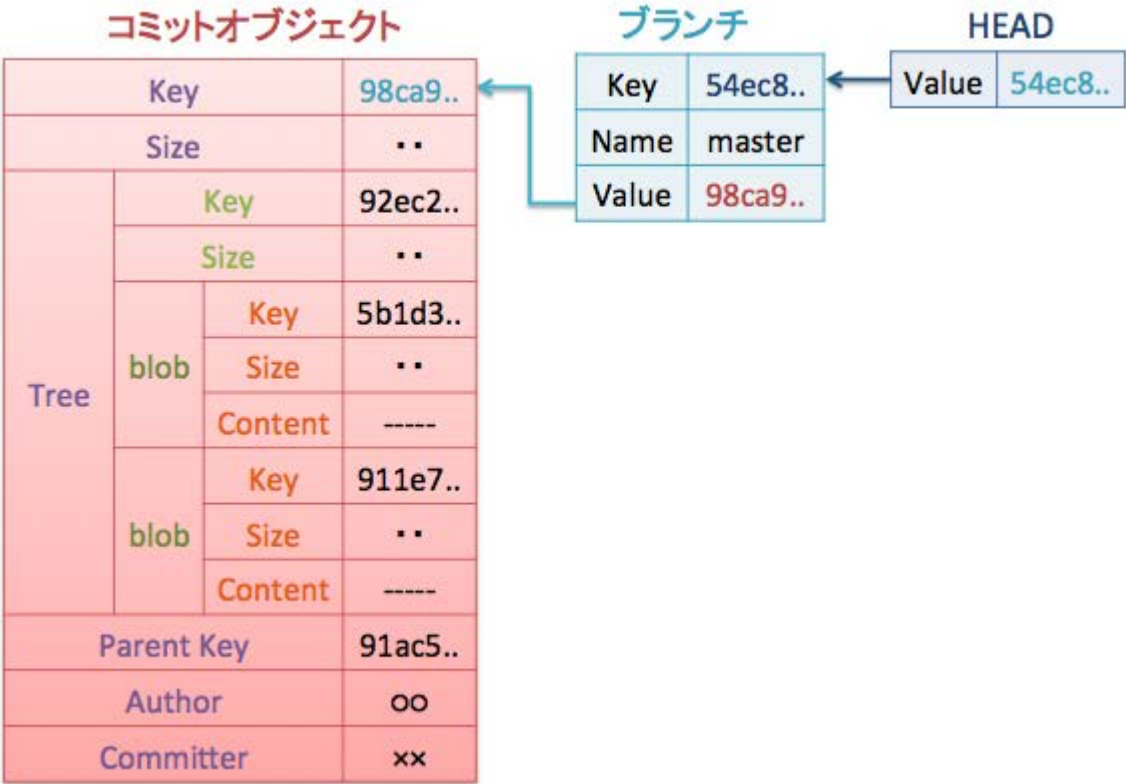 コミットオブジェクト
Key 98ca9..
Size ··
Tree
Key 92ec2..
Size ··
blob
Key 5b1d3..
Size ··
Content -----
blob
Key 911e7..
Size ··
Content -----
Parent Key 91ac5..
Author ○○
Committer ××
ブランチ
Key 54ec8..
Name master
Value 98ca9..
HEAD
Value 54ec8..